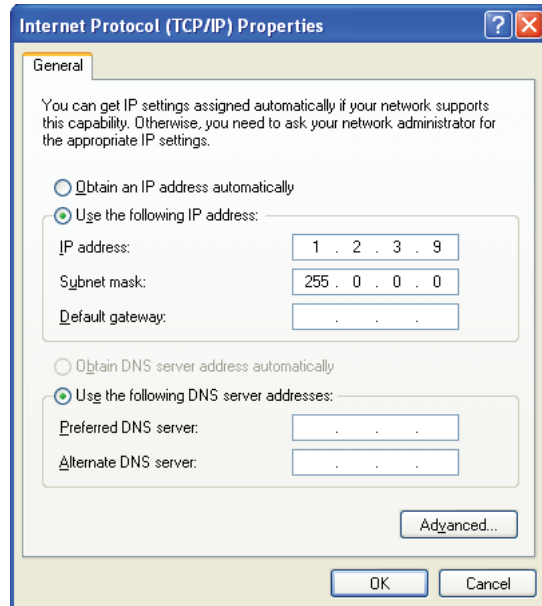 Internet Protocol (TCP/IP) Properties
General
You can get IP settings assigned automatically if your network supports
this capability. Otherwise, you need to ask your network administrator for
the appropriate IP settings.
Obtain an IP address automatically
Use the following IP address:
IP address: 1 . 2 . 3 . 9
Subnet mask: 255 . 0 . 0 . 0
Default gateway: . . .
Obtain DNS server address automatically
Use the following DNS server addresses:
Preferred DNS server: . . .
Alternate DNS server: . . .
Advanced...
OK Cancel